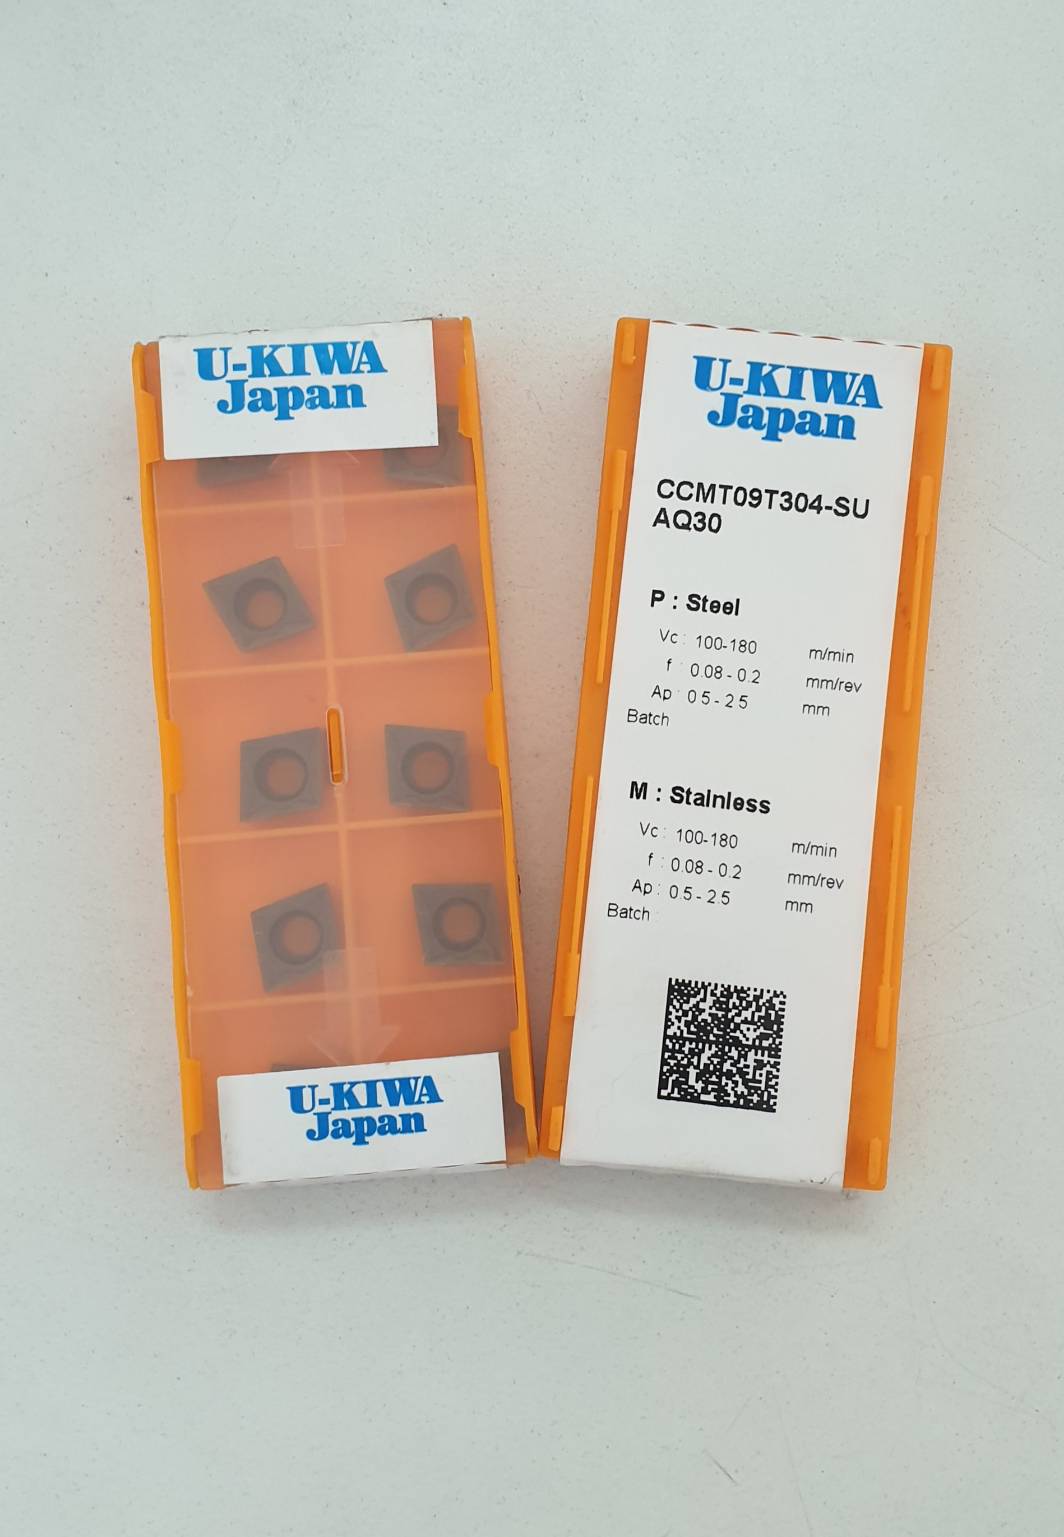 U-KIWA
Japan
U-KIWA
Japan
U-KIWA
Japan
CCMT09T304-SU
AQ30
P : Steel
Vc : 100-180 m/min
f : 0.08 - 0.2 mm/rev
Ap : 0.5 - 2.5 mm
Batch
M : Stainless
Vc : 100-180 m/min
f : 0.08 - 0.2 mm/rev
Ap : 0.5 - 2.5 mm
Batch :